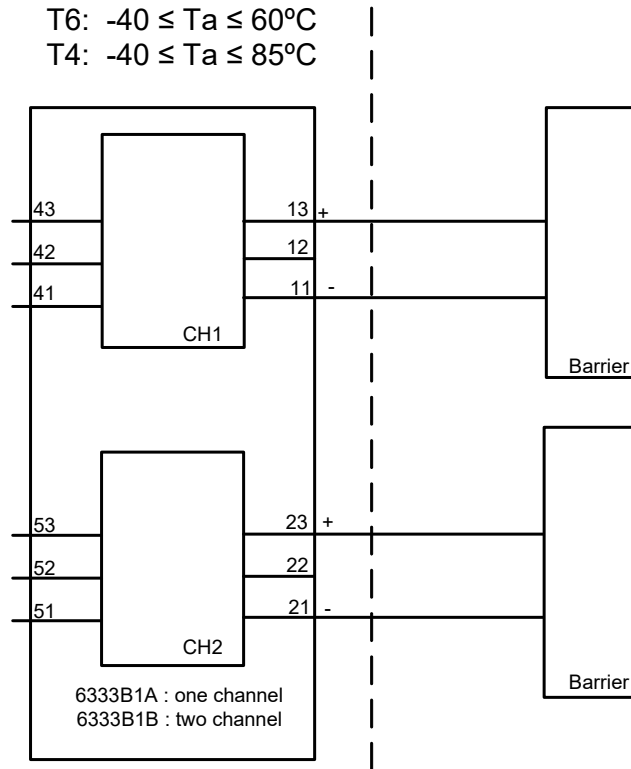 T6: -40 ≤ Ta ≤ 60ºC
T4: -40 ≤ Ta ≤ 85ºC
43
13 +
42
12
41
11 -
CH1
Barrier
53
23 +
52
22
51
21 -
CH2
Barrier
6333B1A : one channel
6333B1B : two channel